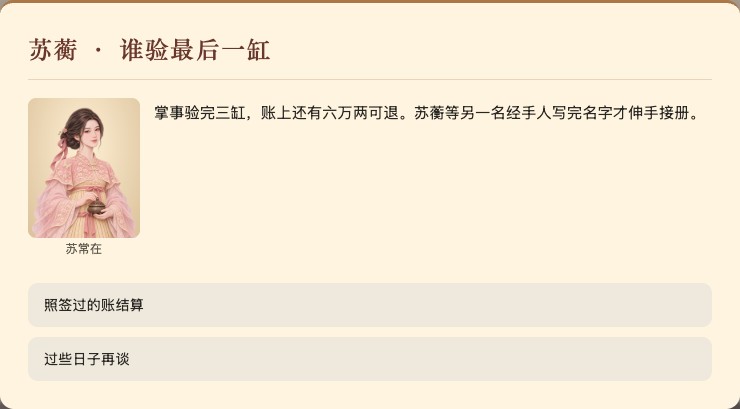 苏蘅 · 谁验最后一缸
掌事验完三缸，账上还有六万两可退。苏蘅等另一名经手人写完名字才伸手接册。
苏常在
照签过的账结算
过些日子再谈